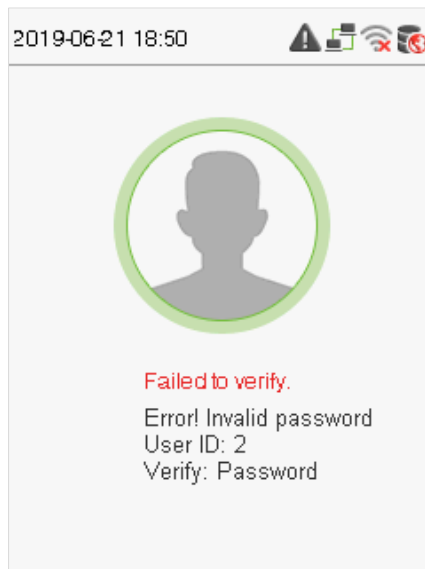 2019-06-21 18:50
Failed to verify.
Error! Invalid password
User ID: 2
Verify: Password